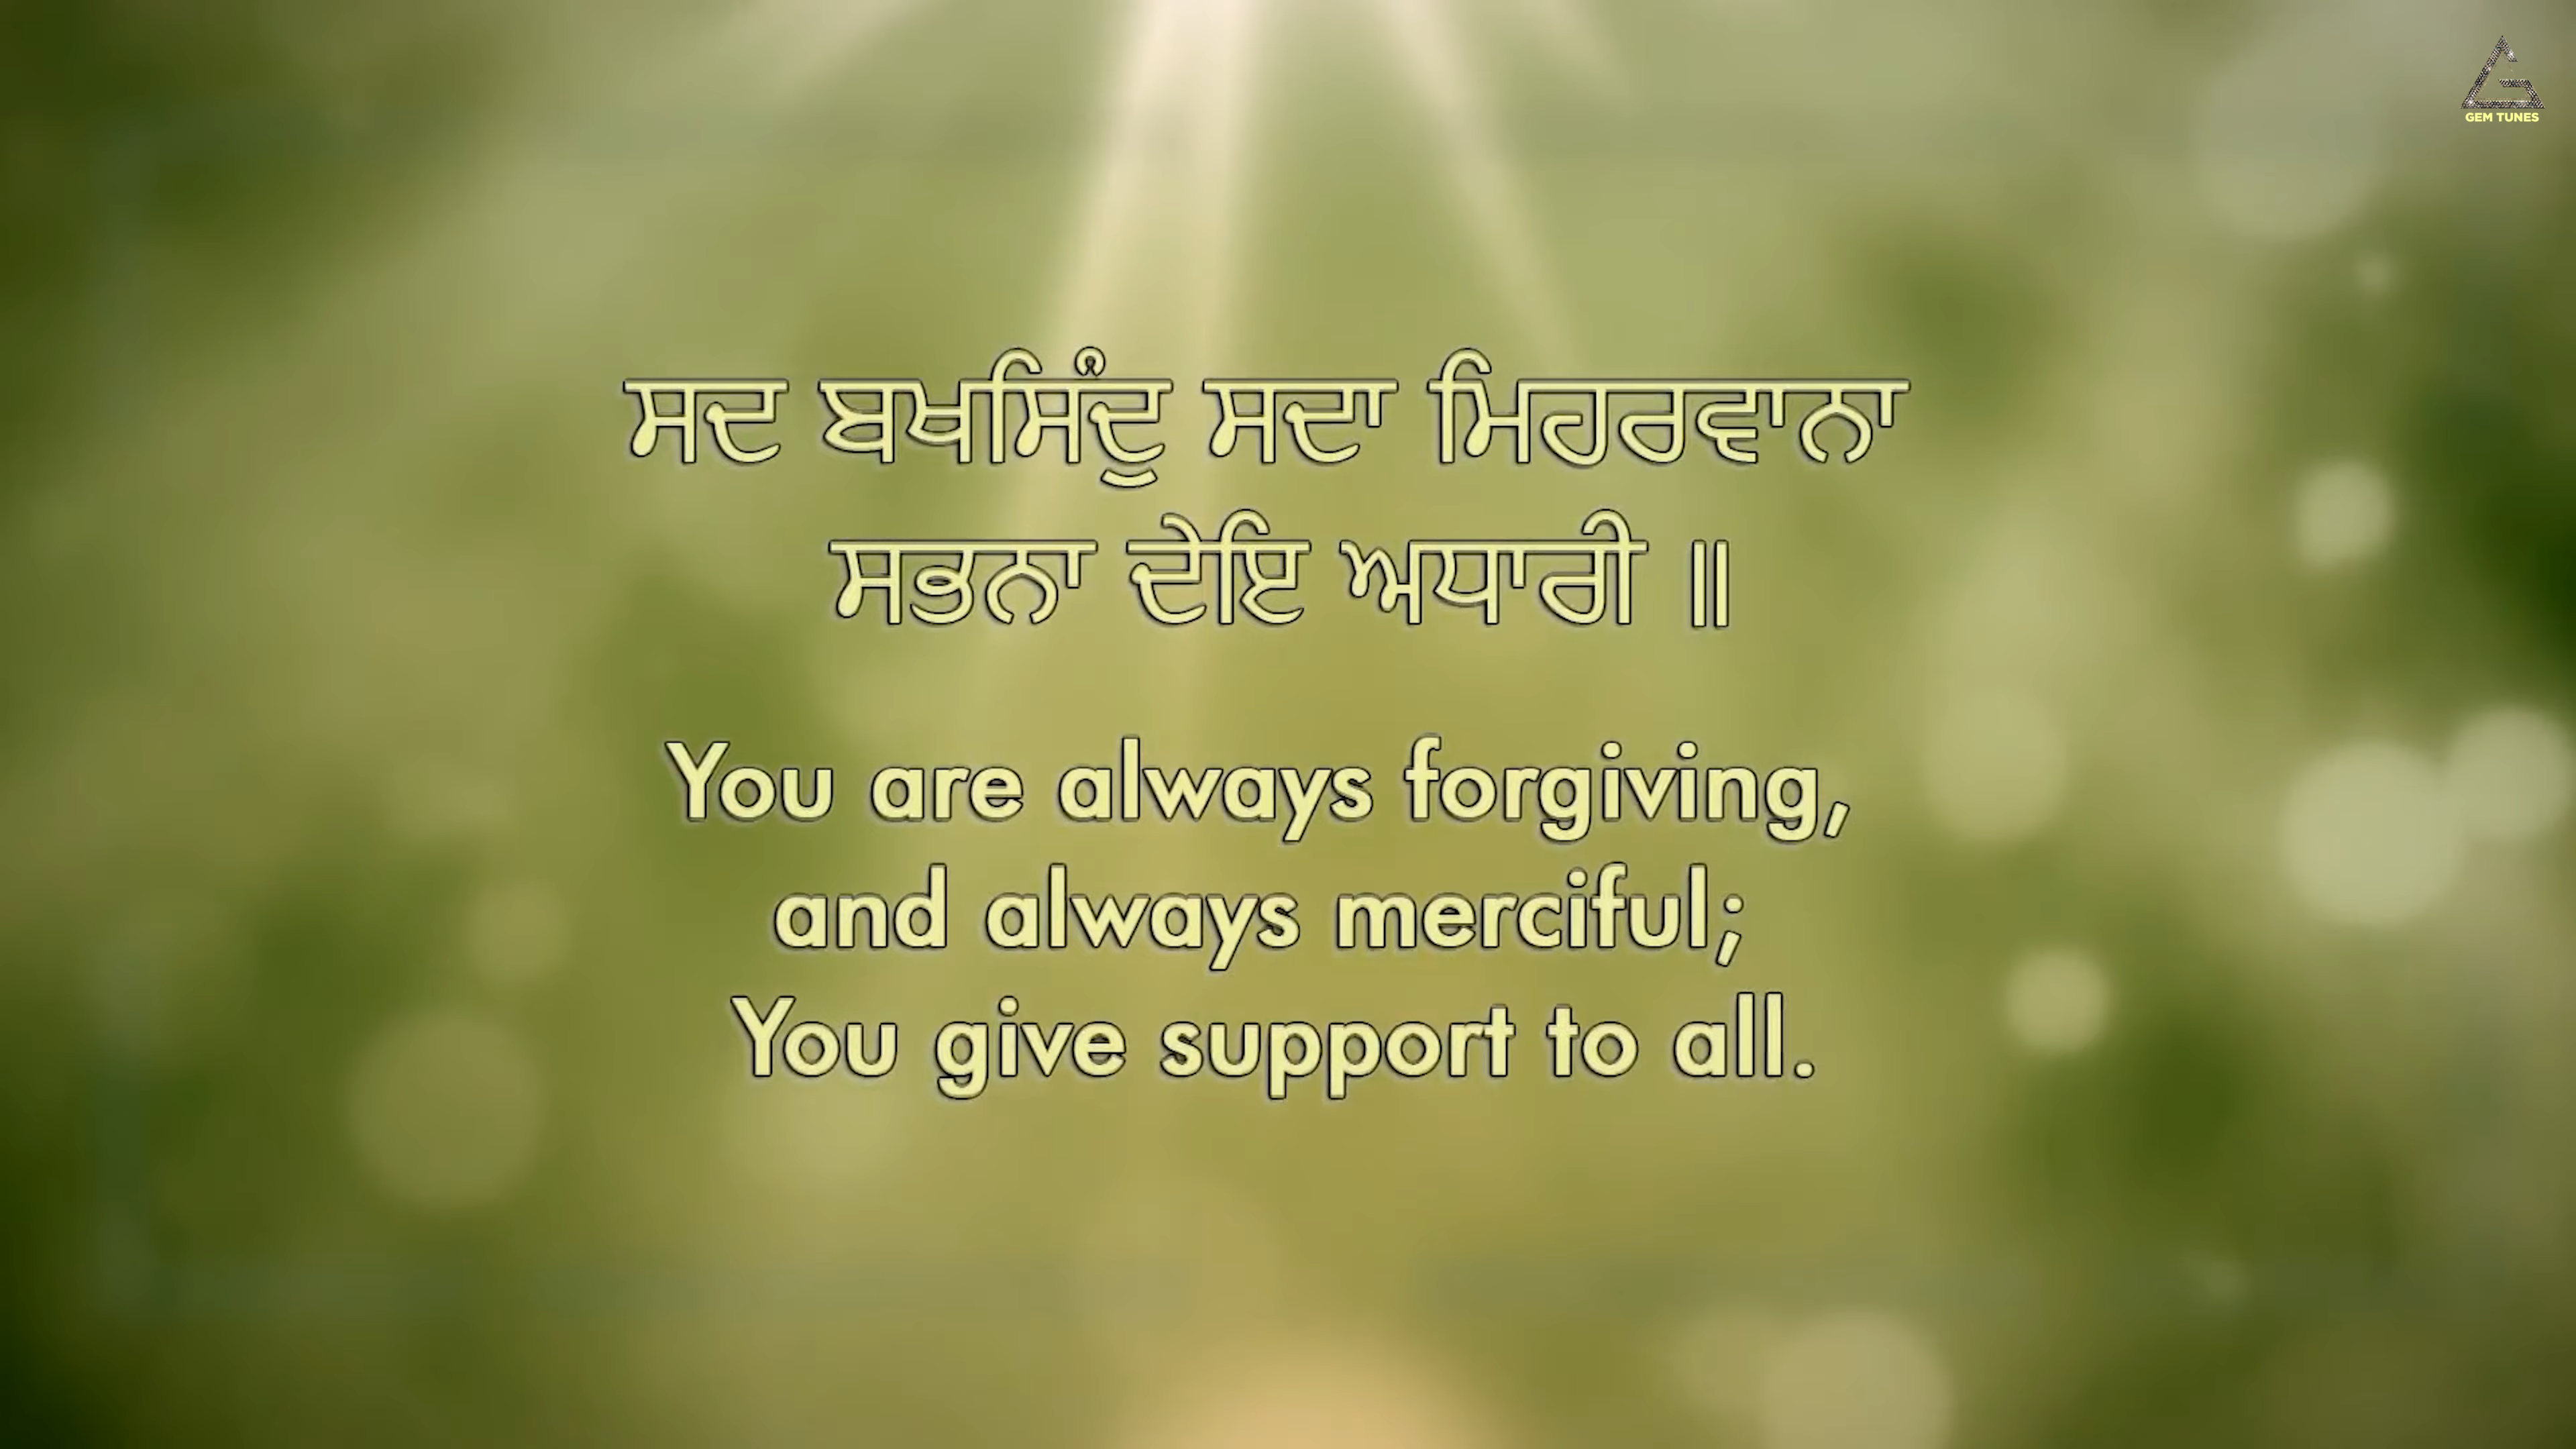 GEM TUNES
ਸਦ ਬਖਸਿੰਦੁ ਸਦਾ ਮਿਹਰਵਾਨਾ
ਸਭਨਾ ਦੇਇ ਅਧਾਰੀ ॥
You are always forgiving,
and always merciful;
You give support to all.